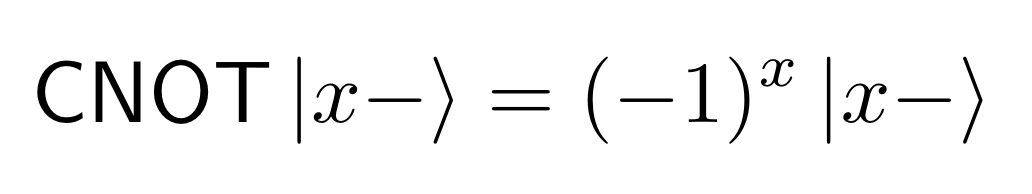 CNOT |x−⟩ = (−1)^x |x−⟩